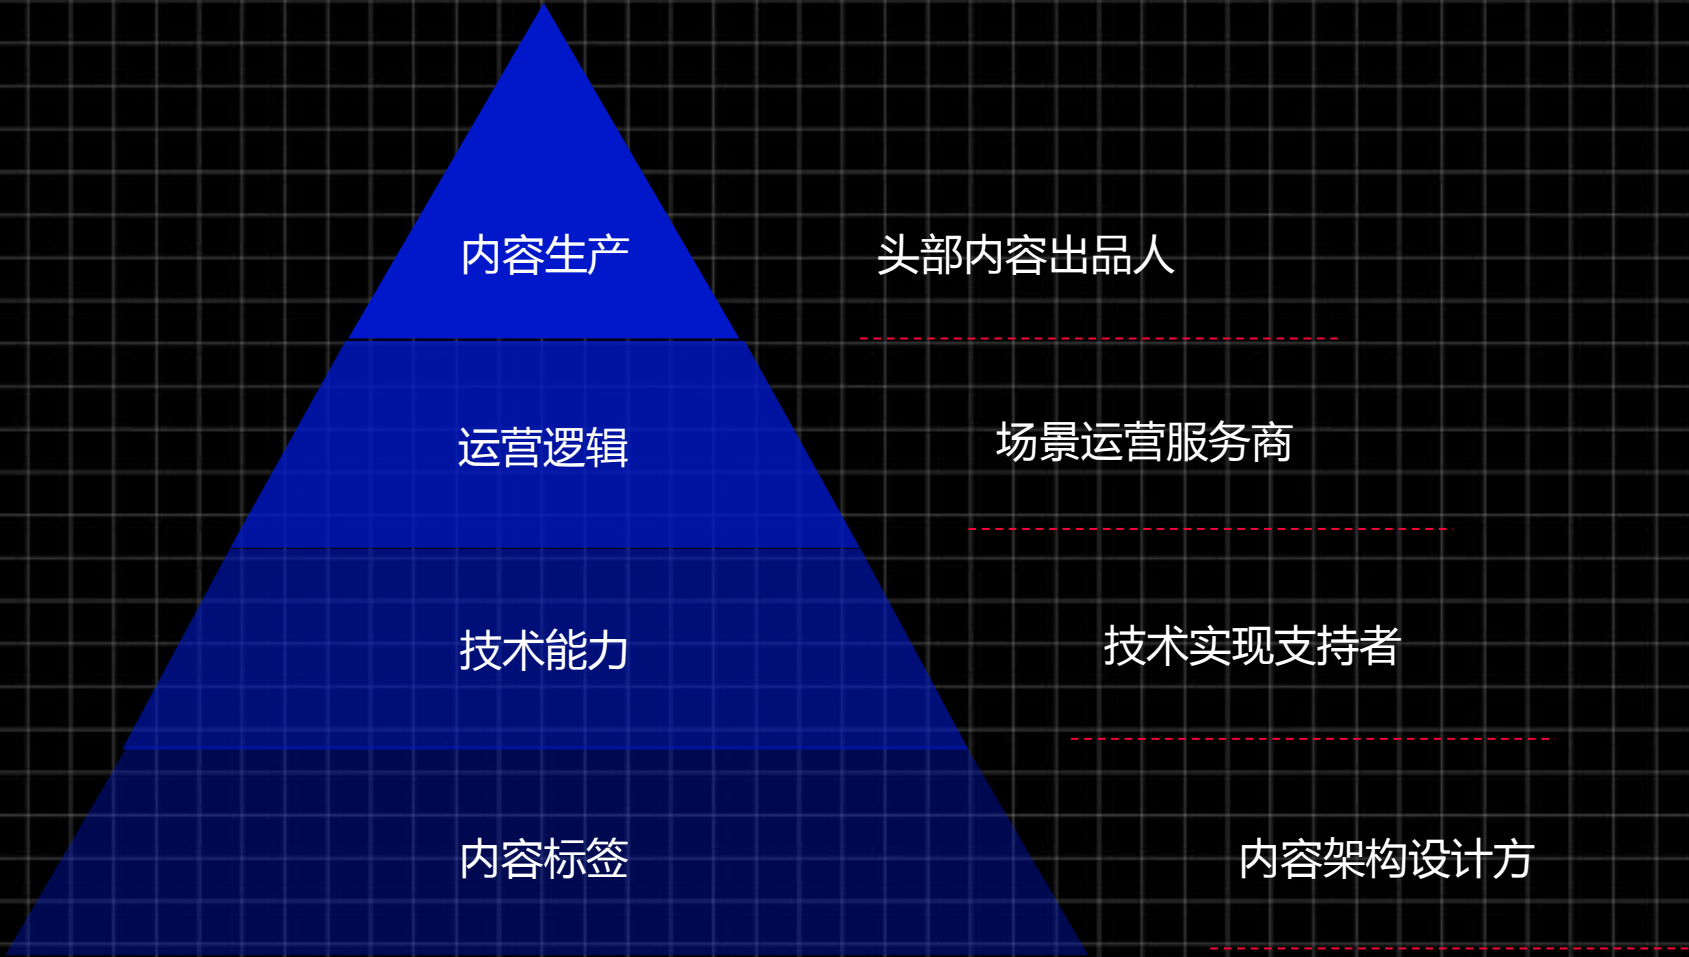 内容生产
头部内容出品人
运营逻辑
场景运营服务商
技术能力
技术实现支持者
内容标签
内容架构设计方